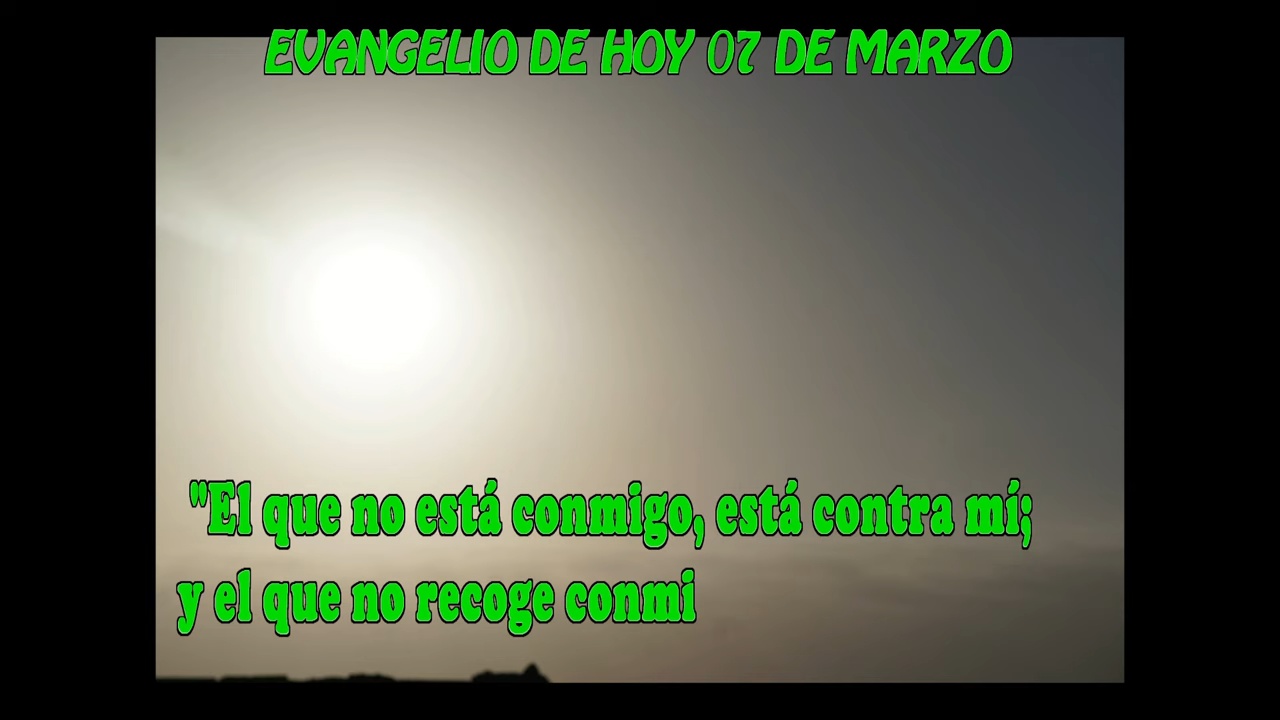 EVANGELIO DE HOY 07 DE MARZO
"El que no está conmigo, está contra mí;
y el que no recoge conmi